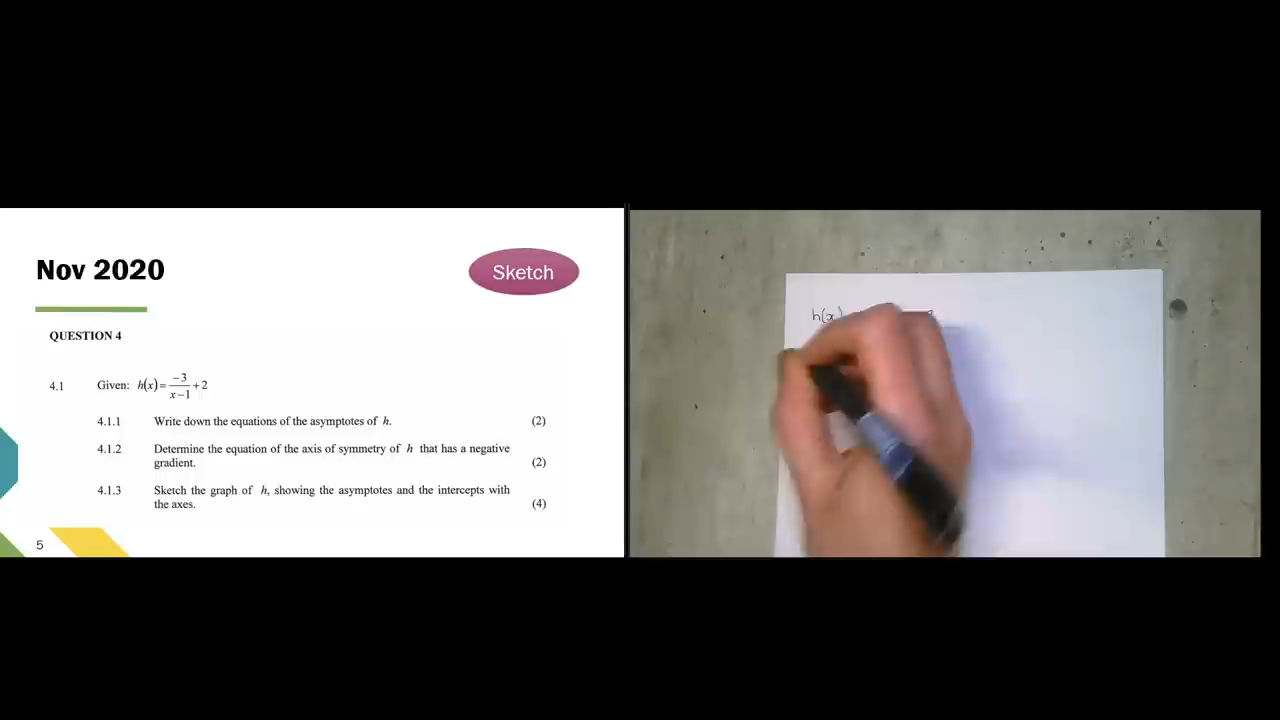 Nov 2020
Sketch
QUESTION 4
4.1 Given: h(x) = -3/(x-1) + 2
4.1.1 Write down the equations of the asymptotes of h. (2)
4.1.2 Determine the equation of the axis of symmetry of h that has a negative
gradient. (2)
4.1.3 Sketch the graph of h, showing the asymptotes and the intercepts with
the axes. (4)
5
h(x)